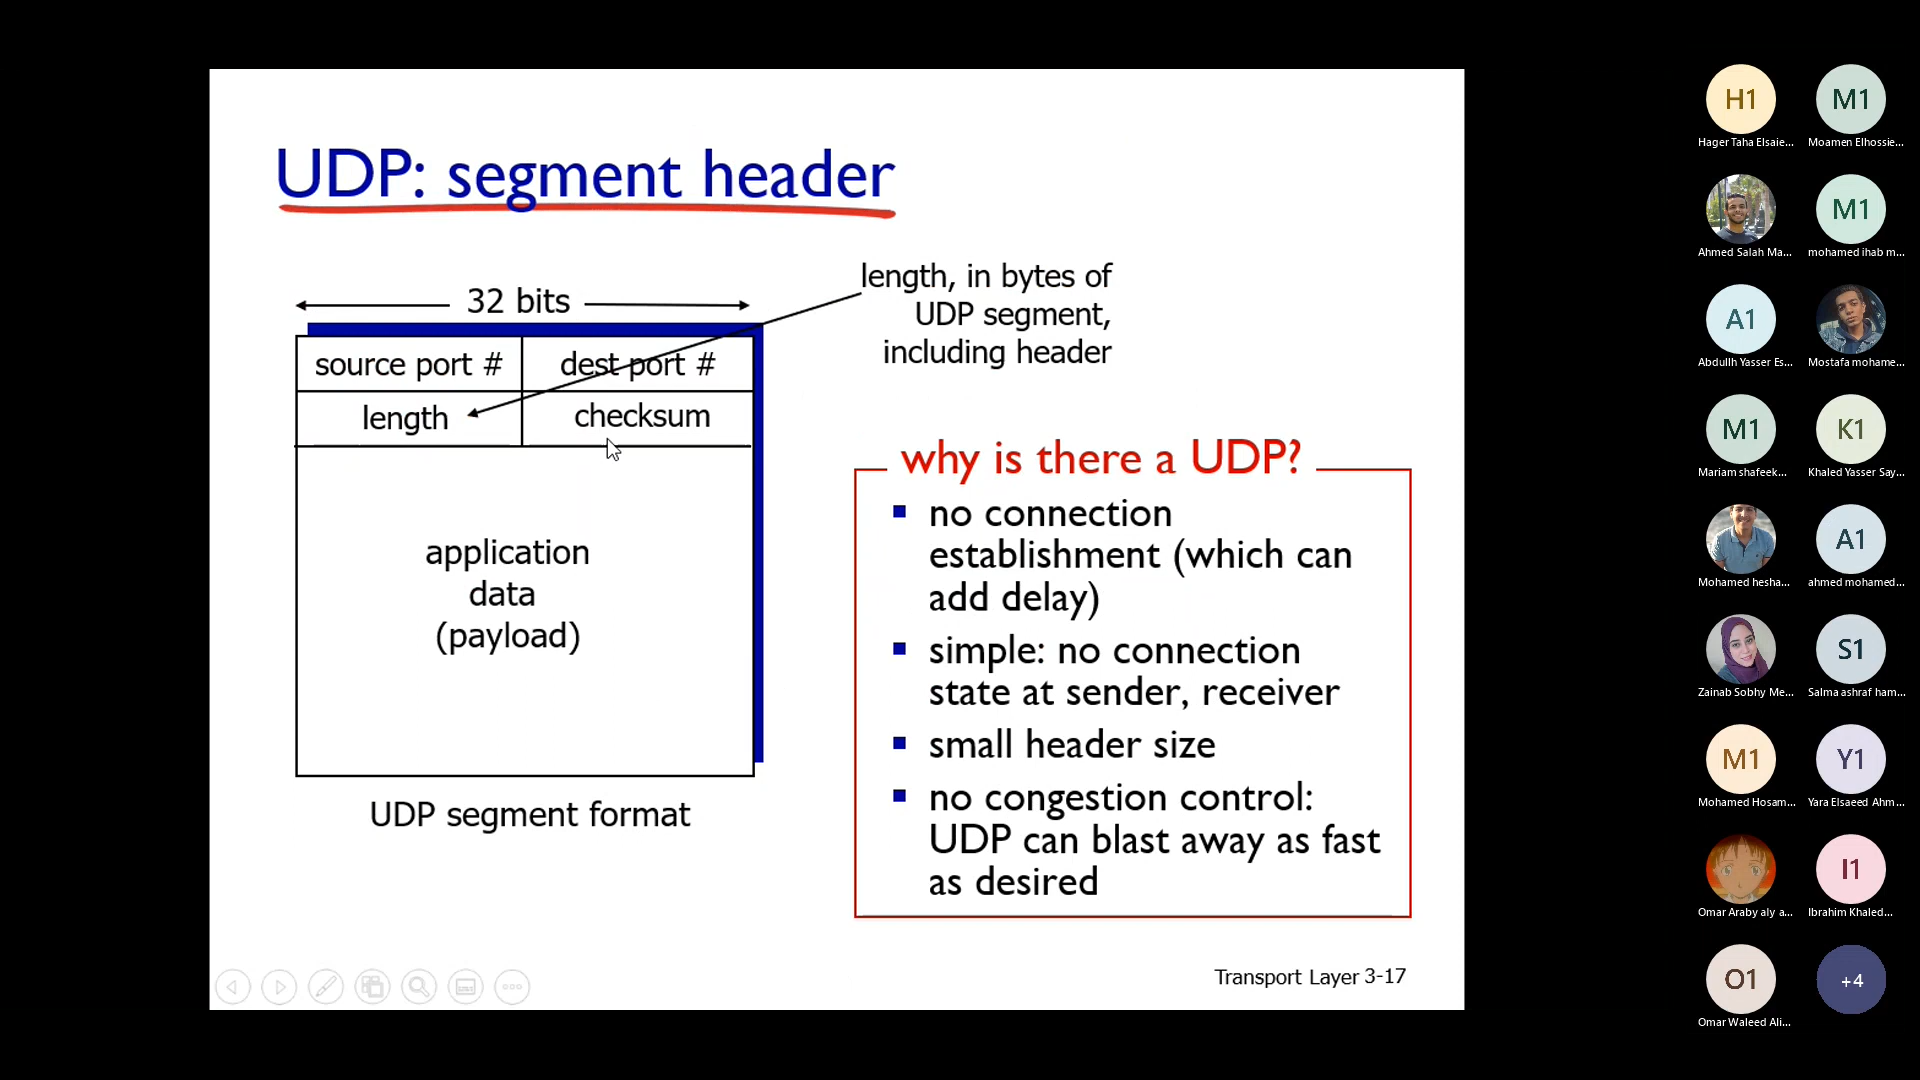 UDP: segment header
32 bits
source port #
dest port #
length
checksum
application
data
(payload)
UDP segment format
length, in bytes of
UDP segment,
including header
why is there a UDP?
no connection
establishment (which can
add delay)
simple: no connection
state at sender, receiver
small header size
no congestion control:
UDP can blast away as fast
as desired
Transport Layer 3-17
H1
Hager Taha Elsaie...
M1
Moamen Elhossie...
Ahmed Salah Ma...
M1
mohamed ihab m...
A1
Abdullh Yasser Es...
Mostafa mohame...
M1
Mariam shafeek...
K1
Khaled Yasser Say...
Mohamed hesha...
A1
ahmed mohamed...
Zainab Sobhy Me...
S1
Salma ashraf ham...
M1
Mohamed Hosam...
Y1
Yara Elsaeed Ahm...
Omar Araby aly a...
I1
Ibrahim Khaled...
O1
Omar Waleed Ali...
+4